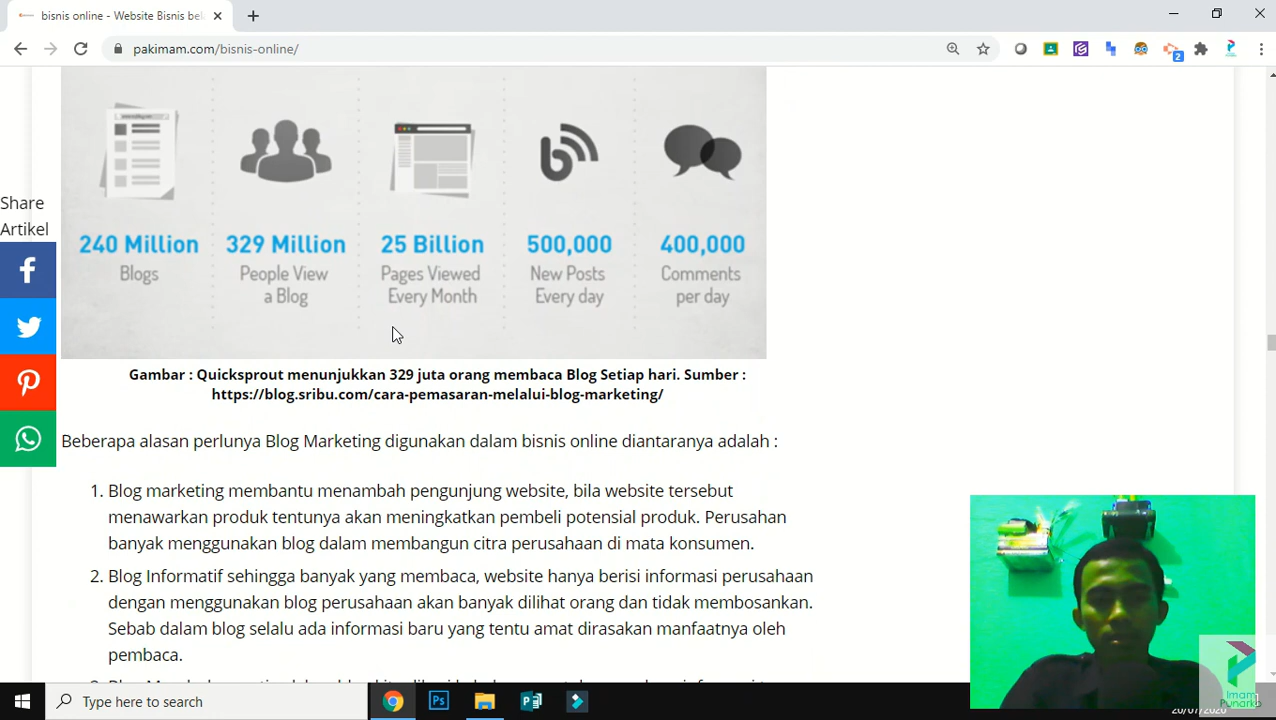 bisnis online - Website Bisnis bel
pakimam.com/bisnis-online/
2
Share
Artikel
240 Million
Blogs
329 Million
People View
a Blog
25 Billion
Pages Viewed
Every Month
500,000
New Posts
Every day
400,000
Comments
per day
Gambar : Quicksprout menunjukkan 329 juta orang membaca Blog Setiap hari. Sumber :
https://blog.sribu.com/cara-pemasaran-melalui-blog-marketing/
Beberapa alasan perlunya Blog Marketing digunakan dalam bisnis online diantaranya adalah :
1. Blog marketing membantu menambah pengunjung website, bila website tersebut
menawarkan produk tentunya akan meningkatkan pembeli potensial produk. Perusahan
banyak menggunakan blog dalam membangun citra perusahaan di mata konsumen.
2. Blog Informatif sehingga banyak yang membaca, website hanya berisi informasi perusahaan
dengan menggunakan blog perusahaan akan banyak dilihat orang dan tidak membosankan.
Sebab dalam blog selalu ada informasi baru yang tentu amat dirasakan manfaatnya oleh
pembaca.
Imam
Punarko
Type here to search
Ps